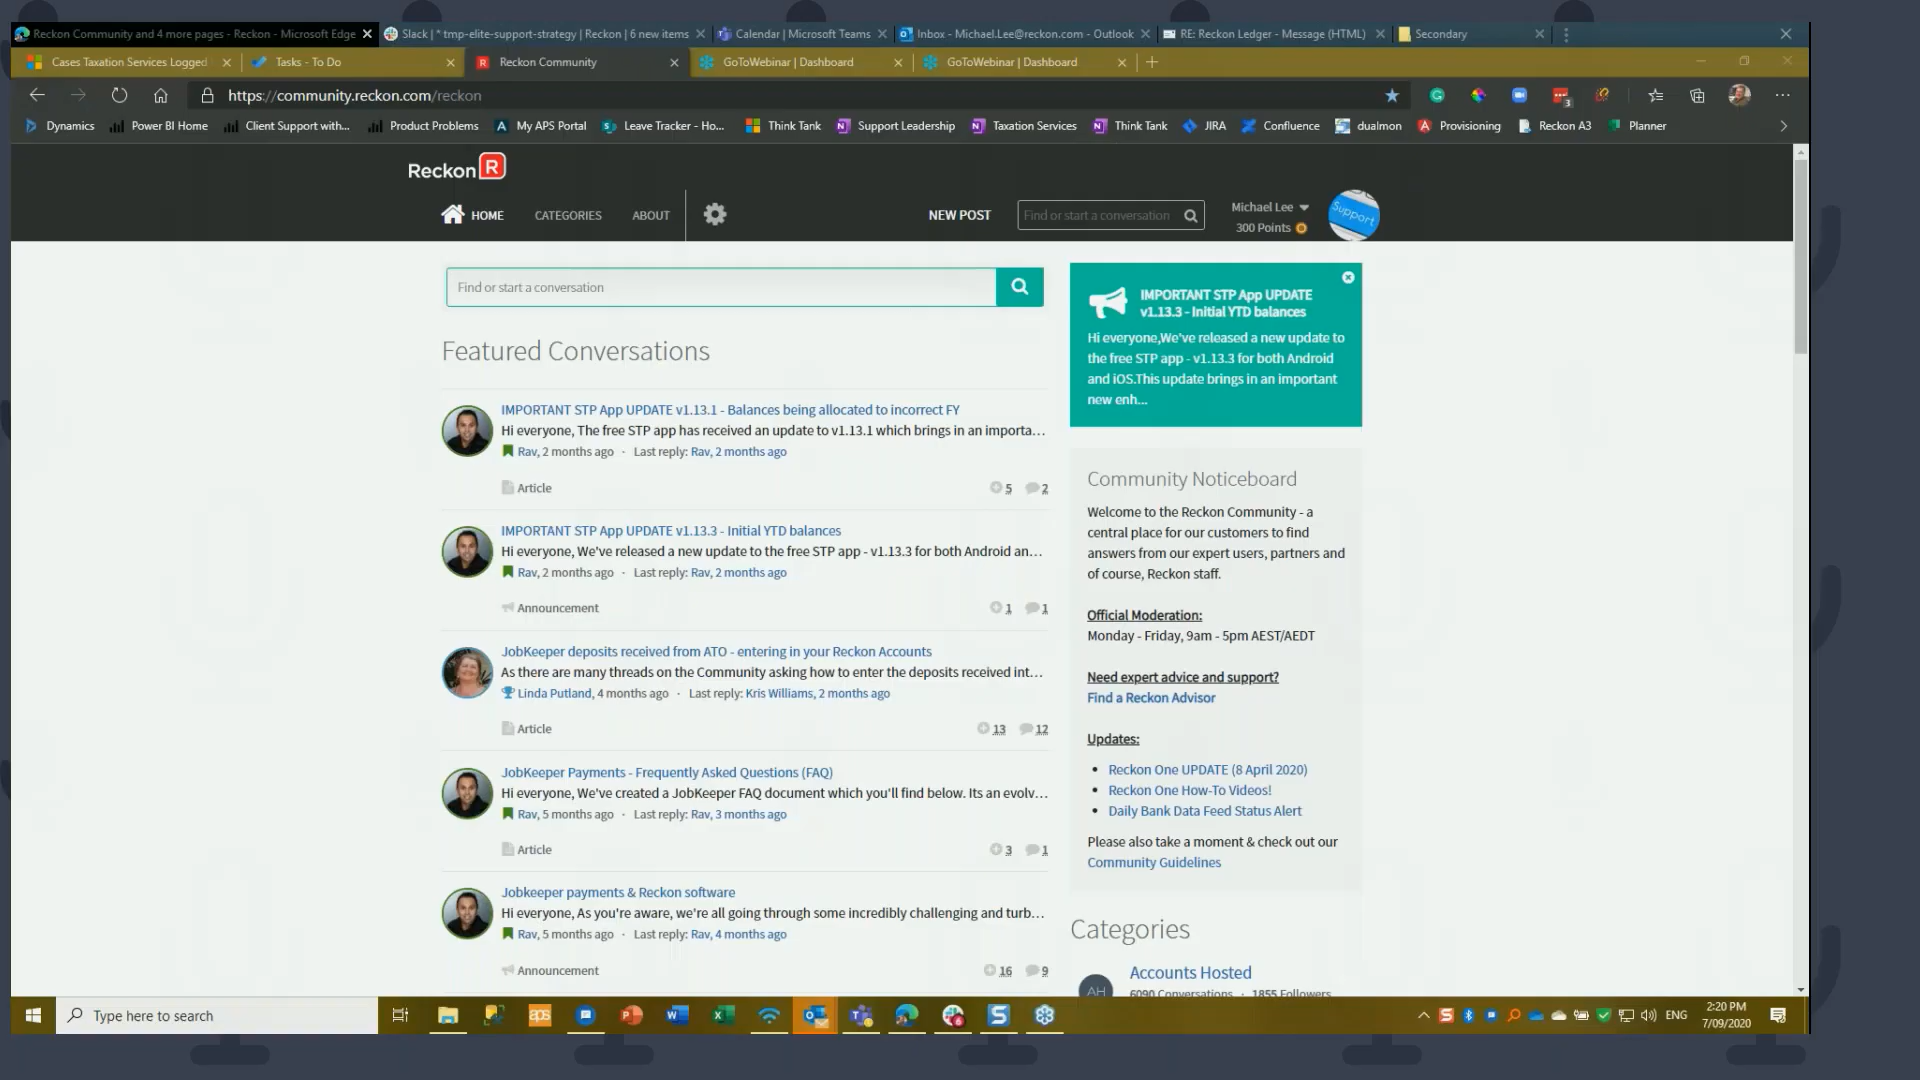 Reckon Community and 4 more pages - Reckon - Microsoft Edge
Slack | * tmp-elite-support-strategy | Reckon | 6 new items
Calendar | Microsoft Teams
Inbox - Michael.Lee@reckon.com - Outlook
RE: Reckon Ledger - Message (HTML)
Secondary
Cases Taxation Services Logged
Tasks - To Do
Reckon Community
GoToWebinar | Dashboard
GoToWebinar | Dashboard
https://community.reckon.com/reckon
3
Dynamics
Power BI Home
Client Support with...
Product Problems
My APS Portal
Leave Tracker - Ho...
Think Tank
Support Leadership
Taxation Services
Think Tank
JIRA
Confluence
dualmon
Provisioning
Reckon A3
Planner
Reckon R
HOME
CATEGORIES
ABOUT
NEW POST
Find or start a conversation
Michael Lee
300 Points
Support
Find or start a conversation
Featured Conversations
IMPORTANT STP App UPDATE v1.13.1 - Balances being allocated to incorrect FY
Hi everyone, The free STP app has received an update to v1.13.1 which brings in an importa...
Rav, 2 months ago · Last reply: Rav, 2 months ago
Article
5 2
IMPORTANT STP App UPDATE v1.13.3 - Initial YTD balances
Hi everyone, We've released a new update to the free STP app - v1.13.3 for both Android an...
Rav, 2 months ago · Last reply: Rav, 2 months ago
Announcement
1 1
JobKeeper deposits received from ATO - entering in your Reckon Accounts
As there are many threads on the Community asking how to enter the deposits received int...
Linda Putland, 4 months ago · Last reply: Kris Williams, 2 months ago
Article
13 12
JobKeeper Payments - Frequently Asked Questions (FAQ)
Hi everyone, We've created a JobKeeper FAQ document which you'll find below. Its an evolv...
Rav, 5 months ago · Last reply: Rav, 3 months ago
Article
3 1
Jobkeeper payments & Reckon software
Hi everyone, As you're aware, we're all going through some incredibly challenging and turb...
Rav, 5 months ago · Last reply: Rav, 4 months ago
Announcement
16 9
IMPORTANT STP App UPDATE
v1.13.3 - Initial YTD balances
Hi everyone,We've released a new update to
the free STP app - v1.13.3 for both Android
and iOS.This update brings in an important
new enh...
Community Noticeboard
Welcome to the Reckon Community - a
central place for our customers to find
answers from our expert users, partners and
of course, Reckon staff.
Official Moderation:
Monday - Friday, 9am - 5pm AEST/AEDT
Need expert advice and support?
Find a Reckon Advisor
Updates:
• Reckon One UPDATE (8 April 2020)
• Reckon One How-To Videos!
• Daily Bank Data Feed Status Alert
Please also take a moment & check out our
Community Guidelines
Categories
AH
Accounts Hosted
6090 Conversations · 1855 Followers
Type here to search
aps
ENG
2:20 PM
7/09/2020